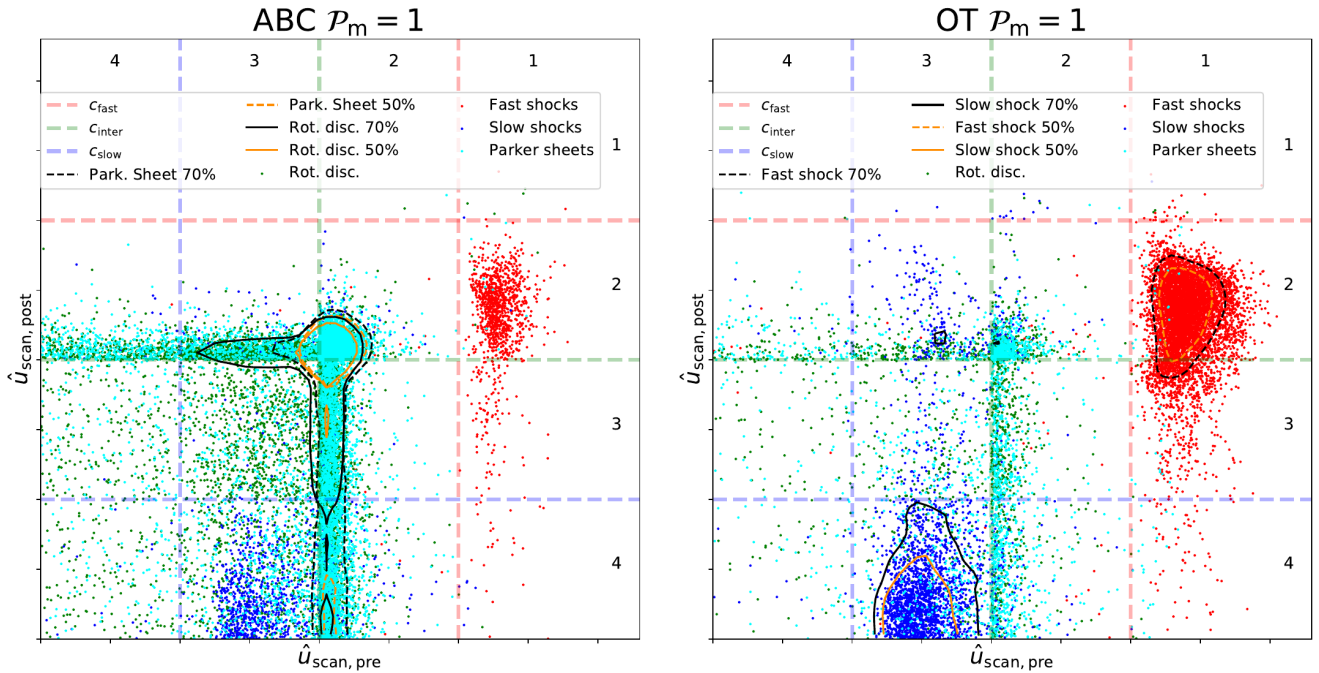 ABC 𝒫m = 1
4 3 2 1
c_fast Park. Sheet 50% Fast shocks
c_inter Rot. disc. 70% Slow shocks
c_slow Rot. disc. 50% Parker sheets
Park. Sheet 70% Rot. disc.
1
2
3
4
û_scan, post
û_scan, pre
OT 𝒫m = 1
4 3 2 1
c_fast Slow shock 70% Fast shocks
c_inter Fast shock 50% Slow shocks
c_slow Slow shock 50% Parker sheets
Fast shock 70% Rot. disc.
1
2
3
4
û_scan, post
û_scan, pre